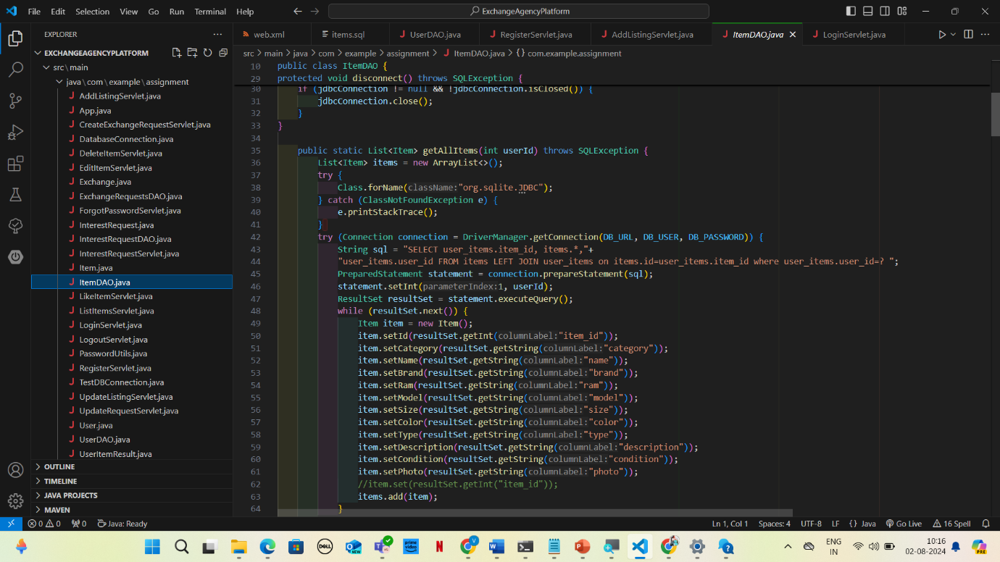 File Edit Selection View Go Run Terminal Help
ExchangeAgencyPlatform
EXPLORER
EXCHANGEAGENCYPLATFORM
src\main
java\com\example\assignment
AddListingServlet.java
App.java
CreateExchangeRequestServlet.java
DatabaseConnection.java
DeleteItemServlet.java
EditItemServlet.java
Exchange.java
ExchangeRequestsDAO.java
ForgotPasswordServlet.java
InterestRequest.java
InterestRequestDAO.java
InterestRequestServlet.java
Item.java
ItemDAO.java
LikeItemServlet.java
ListItemsServlet.java
LoginServlet.java
LogoutServlet.java
PasswordUtils.java
RegisterServlet.java
TestDBConnection.java
UpdateListingServlet.java
UpdateRequestServlet.java
User.java
UserDAO.java
UserItemResult.java
OUTLINE
TIMELINE
JAVA PROJECTS
MAVEN
web.xml items.sql UserDAO.java RegisterServlet.java AddListingServlet.java ItemDAO.java LoginServlet.java
src > main > java > com > example > assignment > ItemDAO.java > {} com.example.assignment
10 public class ItemDAO {
29 protected void disconnect() throws SQLException {
30 if (jdbcConnection != null && !jdbcConnection.isClosed()) {
31 jdbcConnection.close();
32 }
33 }
34
35 public static List<Item> getAllItems(int userId) throws SQLException {
36 List<Item> items = new ArrayList<>();
37 try {
38 Class.forName(className:"org.sqlite.JDBC");
39 } catch (ClassNotFoundException e) {
40 e.printStackTrace();
41 }
42 try (Connection connection = DriverManager.getConnection(DB_URL, DB_USER, DB_PASSWORD)) {
43 String sql = "SELECT user_items.item_id, items.*,"+
44 "user_items.user_id FROM items LEFT JOIN user_items on items.id=user_items.item_id where user_items.user_id=? ";
45 PreparedStatement statement = connection.prepareStatement(sql);
46 statement.setInt(parameterIndex:1, userId);
47 ResultSet resultSet = statement.executeQuery();
48 while (resultSet.next()) {
49 Item item = new Item();
50 item.setId(resultSet.getInt(columnLabel:"item_id"));
51 item.setCategory(resultSet.getString(columnLabel:"category"));
52 item.setName(resultSet.getString(columnLabel:"name"));
53 item.setBrand(resultSet.getString(columnLabel:"brand"));
54 item.setRam(resultSet.getString(columnLabel:"ram"));
55 item.setModel(resultSet.getString(columnLabel:"model"));
56 item.setSize(resultSet.getString(columnLabel:"size"));
57 item.setColor(resultSet.getString(columnLabel:"color"));
58 item.setType(resultSet.getString(columnLabel:"type"));
59 item.setDescription(resultSet.getString(columnLabel:"description"));
60 item.setCondition(resultSet.getString(columnLabel:"condition"));
61 item.setPhoto(resultSet.getString(columnLabel:"photo"));
62 //item.set(resultSet.getInt("item_id"));
63 items.add(item);
64 }
0 0 0 Java: Ready
Ln 1, Col 1 Spaces: 4 UTF-8 LF {} Java Go Live 16 Spell
DELL NEW prime video N V W P
ENG
IN
10:16
02-08-2024
PRE